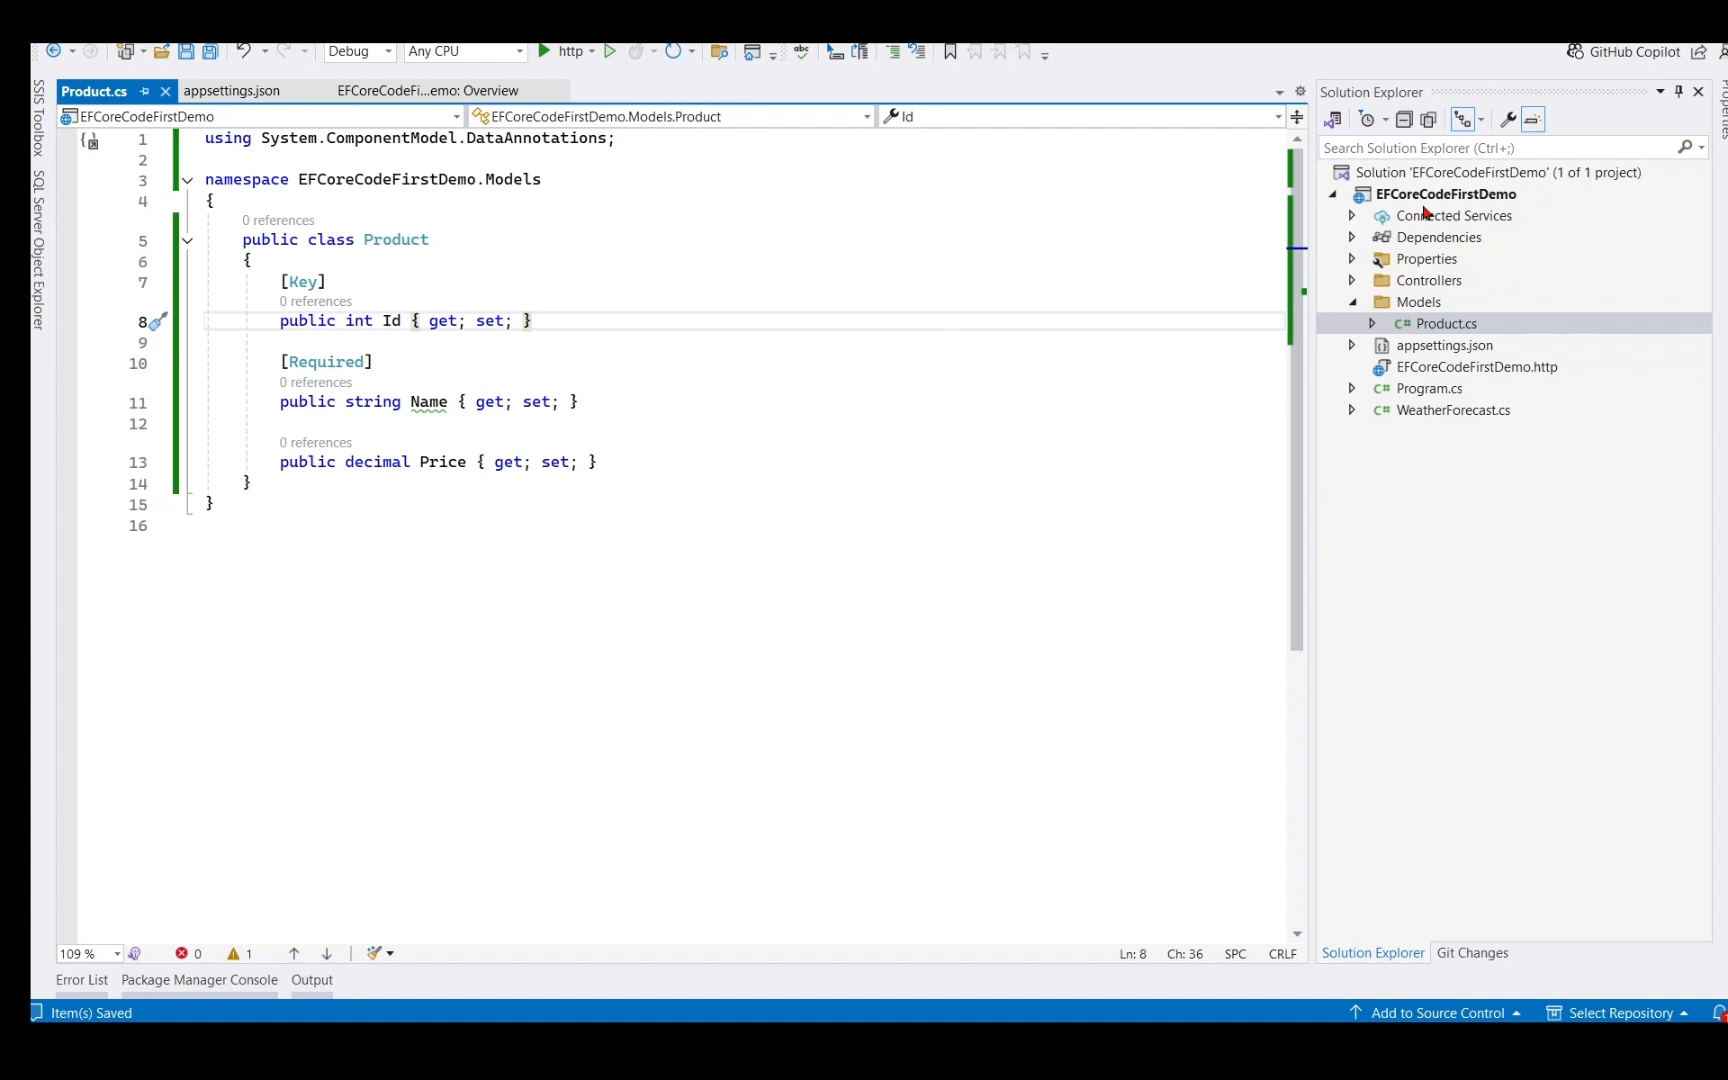 Debug
Any CPU
http
GitHub Copilot
SSIS Toolbox
SQL Server Object Explorer
Product.cs
appsettings.json
EFCoreCodeFi...emo: Overview
EFCoreCodeFirstDemo
EFCoreCodeFirstDemo.Models.Product
Id
1 using System.ComponentModel.DataAnnotations;
2
3 namespace EFCoreCodeFirstDemo.Models
4 {
0 references
5 public class Product
6 {
7 [Key]
0 references
8 public int Id { get; set; }
9
10 [Required]
0 references
11 public string Name { get; set; }
12
0 references
13 public decimal Price { get; set; }
14 }
15 }
16
109 %
0
1
Ln: 8
Ch: 36
SPC
CRLF
Error List
Package Manager Console
Output
Item(s) Saved
Solution Explorer
Search Solution Explorer (Ctrl+;)
Solution 'EFCoreCodeFirstDemo' (1 of 1 project)
EFCoreCodeFirstDemo
Connected Services
Dependencies
Properties
Controllers
Models
C# Product.cs
appsettings.json
EFCoreCodeFirstDemo.http
C# Program.cs
C# WeatherForecast.cs
Solution Explorer
Git Changes
Add to Source Control
Select Repository
Properties